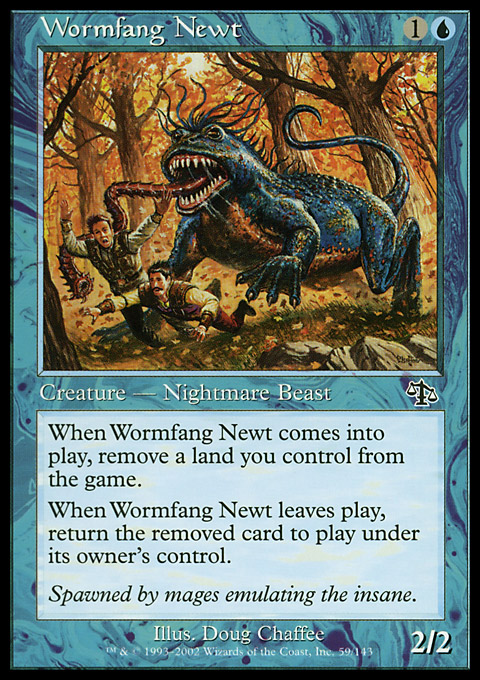 Wormfang Newt 1
Creature — Nightmare Beast
When Wormfang Newt comes into
play, remove a land you control from
the game.
When Wormfang Newt leaves play,
return the removed card to play under
its owner's control.
Spawned by mages emulating the insane.
Illus. Doug Chaffee
™ & © 1993–2002 Wizards of the Coast, Inc. 59/143
2/2